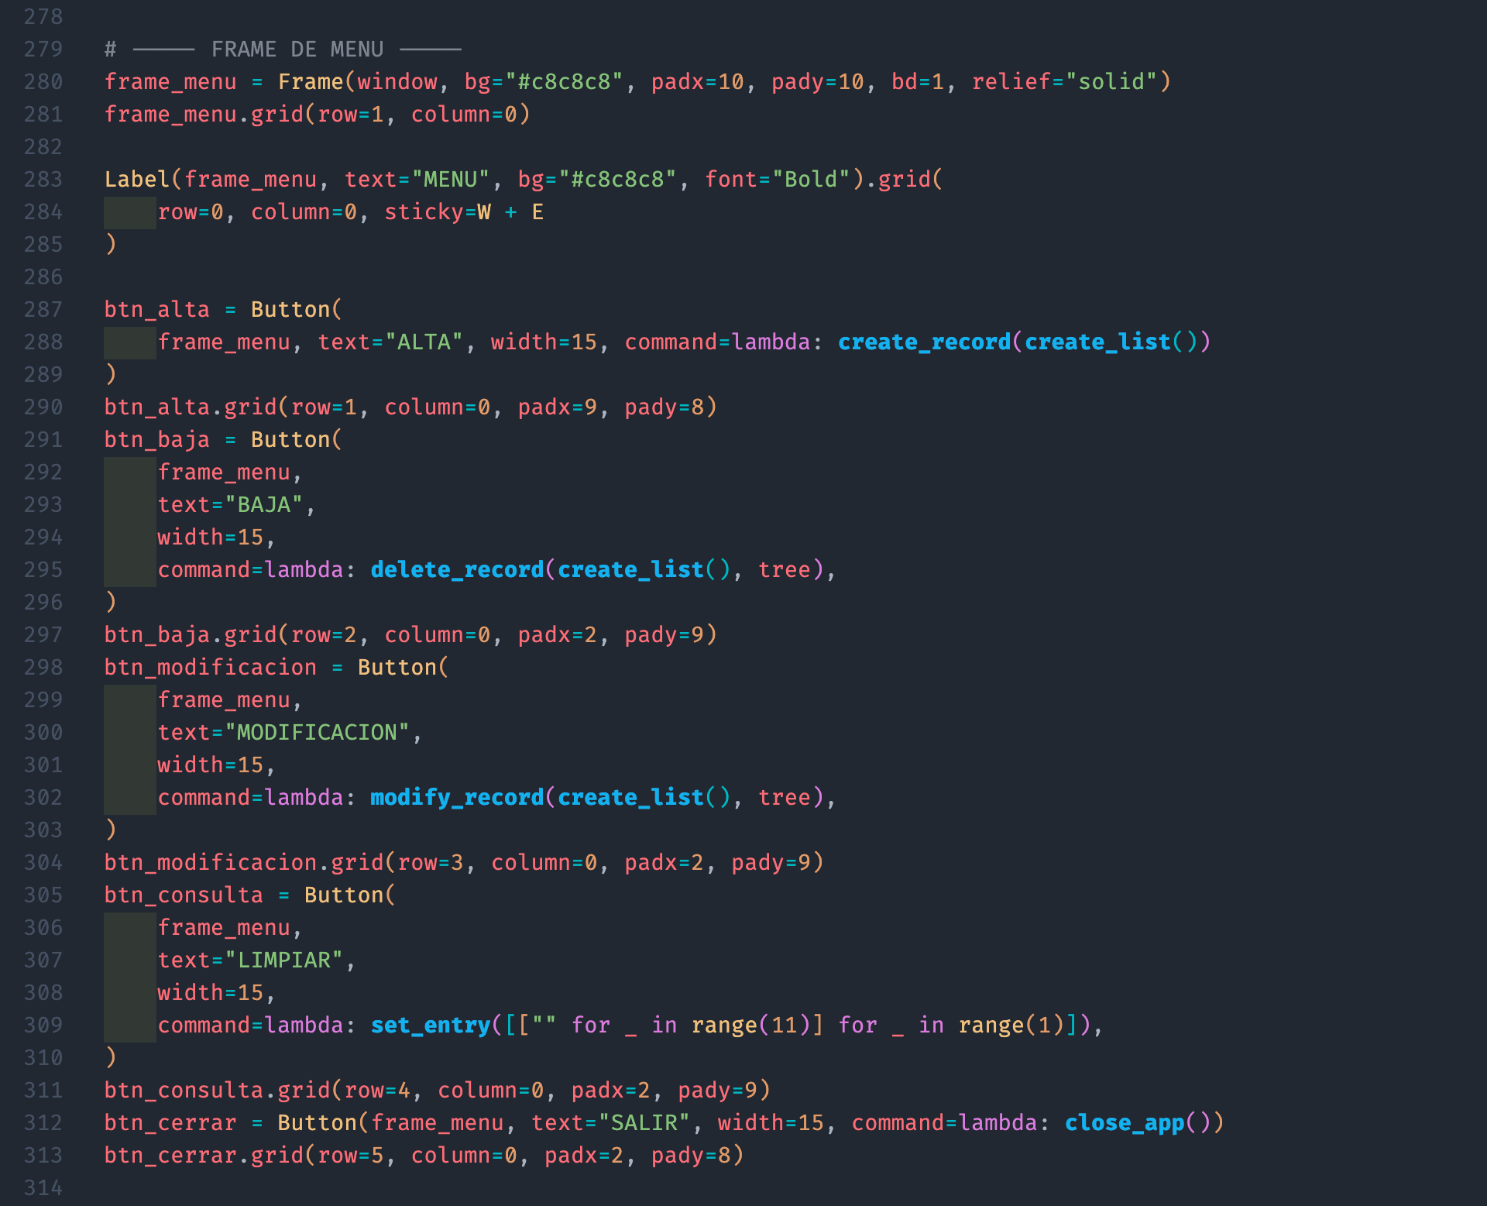 278
279 # ----- FRAME DE MENU -----
280 frame_menu = Frame(window, bg="#c8c8c8", padx=10, pady=10, bd=1, relief="solid")
281 frame_menu.grid(row=1, column=0)
282
283 Label(frame_menu, text="MENU", bg="#c8c8c8", font="Bold").grid(
284     row=0, column=0, sticky=W + E
285 )
286
287 btn_alta = Button(
288     frame_menu, text="ALTA", width=15, command=lambda: create_record(create_list())
289 )
290 btn_alta.grid(row=1, column=0, padx=9, pady=8)
291 btn_baja = Button(
292     frame_menu,
293     text="BAJA",
294     width=15,
295     command=lambda: delete_record(create_list(), tree),
296 )
297 btn_baja.grid(row=2, column=0, padx=2, pady=9)
298 btn_modificacion = Button(
299     frame_menu,
300     text="MODIFICACION",
301     width=15,
302     command=lambda: modify_record(create_list(), tree),
303 )
304 btn_modificacion.grid(row=3, column=0, padx=2, pady=9)
305 btn_consulta = Button(
306     frame_menu,
307     text="LIMPIAR",
308     width=15,
309     command=lambda: set_entry([["" for _ in range(11)] for _ in range(1)]),
310 )
311 btn_consulta.grid(row=4, column=0, padx=2, pady=9)
312 btn_cerrar = Button(frame_menu, text="SALIR", width=15, command=lambda: close_app())
313 btn_cerrar.grid(row=5, column=0, padx=2, pady=8)
314